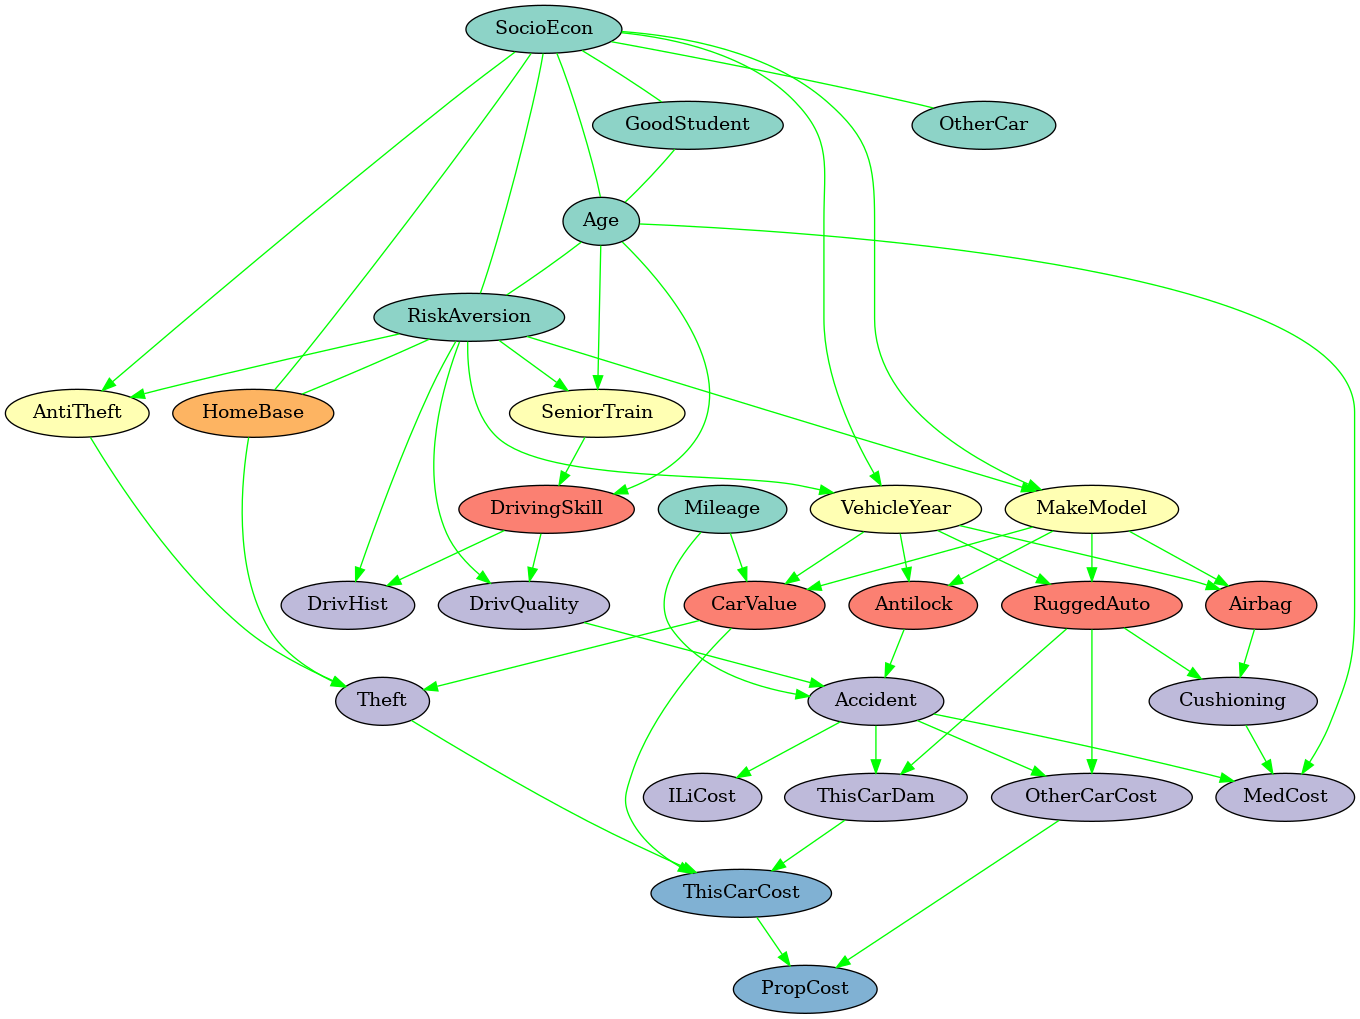 SocioEcon
GoodStudent
OtherCar
Age
RiskAversion
AntiTheft
HomeBase
SeniorTrain
DrivingSkill
Mileage
VehicleYear
MakeModel
DrivHist
DrivQuality
CarValue
Antilock
RuggedAuto
Airbag
Theft
Accident
Cushioning
ILiCost
ThisCarDam
OtherCarCost
MedCost
ThisCarCost
PropCost